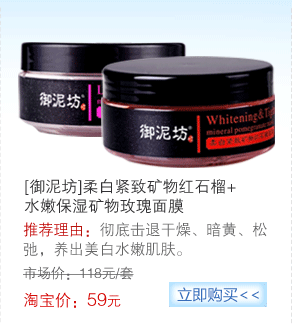 御泥坊
御泥坊
Whitening&
mineral pomegranate
[御泥坊]柔白紧致矿物红石榴+
水嫩保湿矿物玫瑰面膜
推荐理由：彻底击退干燥、暗黄、松
弛，养出美白水嫩肌肤。
市场价：118元/套
淘宝价：59元
立即购买<<